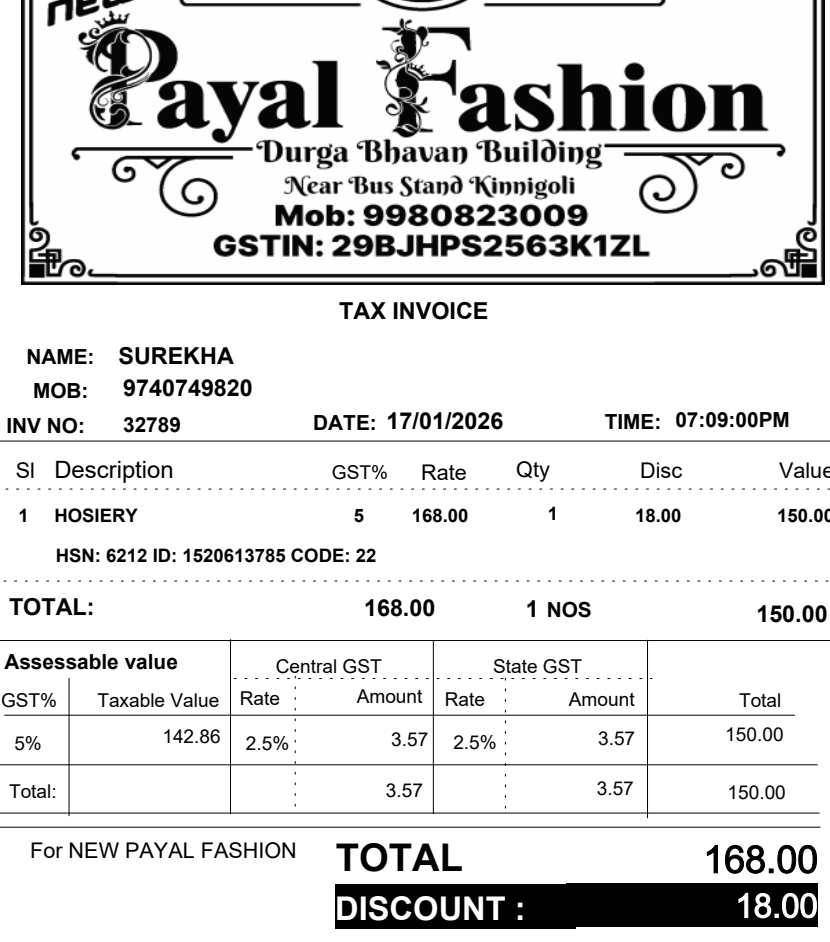 new
Payal Fashion
Durga Bhavan Building
Near Bus Stand Kinnigoli
Mob: 9980823009
GSTIN: 29BJHPS2563K1ZL
TAX INVOICE
NAME: SUREKHA
MOB: 9740749820
INV NO: 32789 DATE: 17/01/2026 TIME: 07:09:00PM
Sl Description GST% Rate Qty Disc Value
1 HOSIERY 5 168.00 1 18.00 150.00
HSN: 6212 ID: 1520613785 CODE: 22
TOTAL: 168.00 1 NOS 150.00
Assessable value Central GST State GST
GST% Taxable Value Rate Amount Rate Amount Total
5% 142.86 2.5% 3.57 2.5% 3.57 150.00
Total: 3.57 3.57 150.00
For NEW PAYAL FASHION TOTAL 168.00
DISCOUNT : 18.00